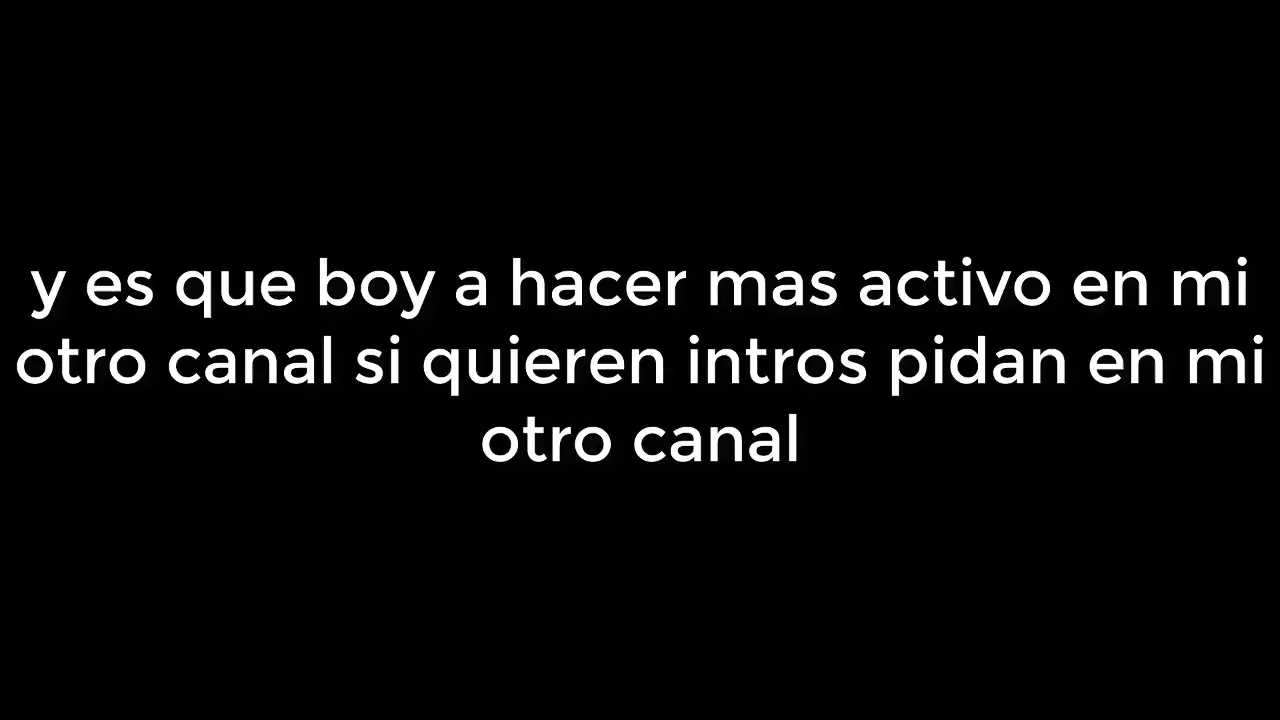 y es que boy a hacer mas activo en mi
otro canal si quieren intros pidan en mi
otro canal